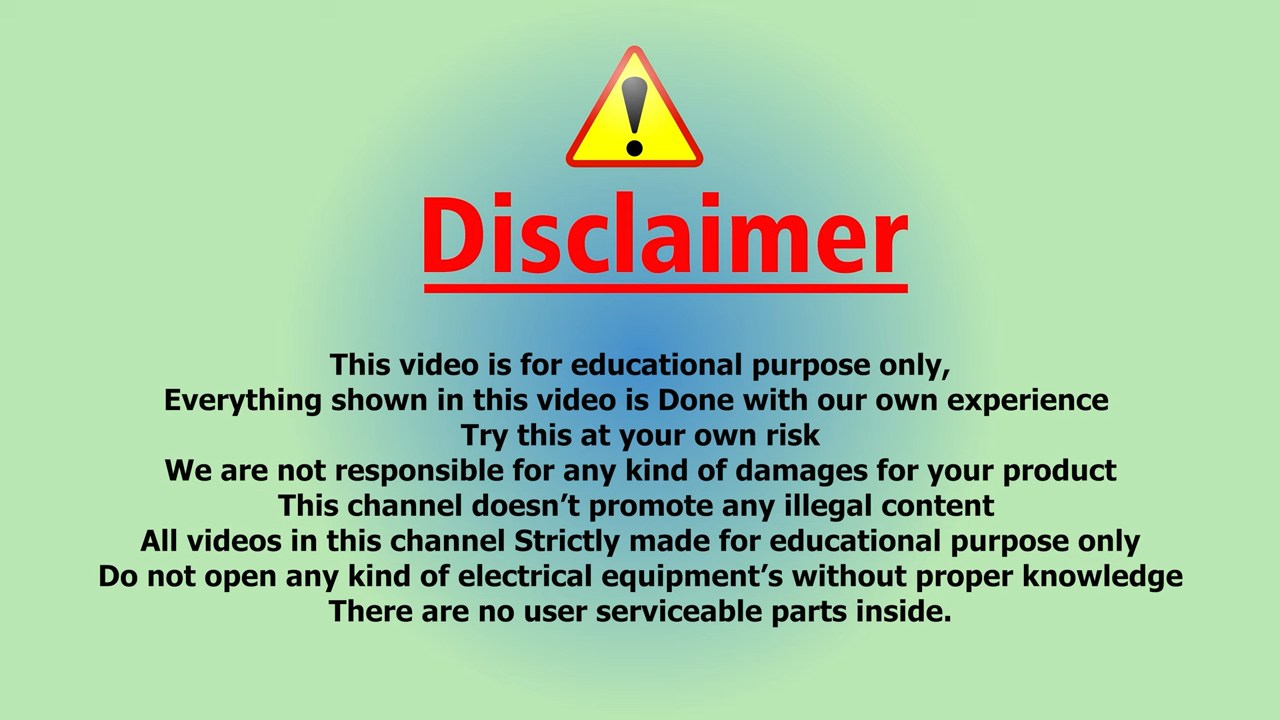 Disclaimer
This video is for educational purpose only,
Everything shown in this video is Done with our own experience
Try this at your own risk
We are not responsible for any kind of damages for your product
This channel doesn’t promote any illegal content
All videos in this channel Strictly made for educational purpose only
Do not open any kind of electrical equipment’s without proper knowledge
There are no user serviceable parts inside.